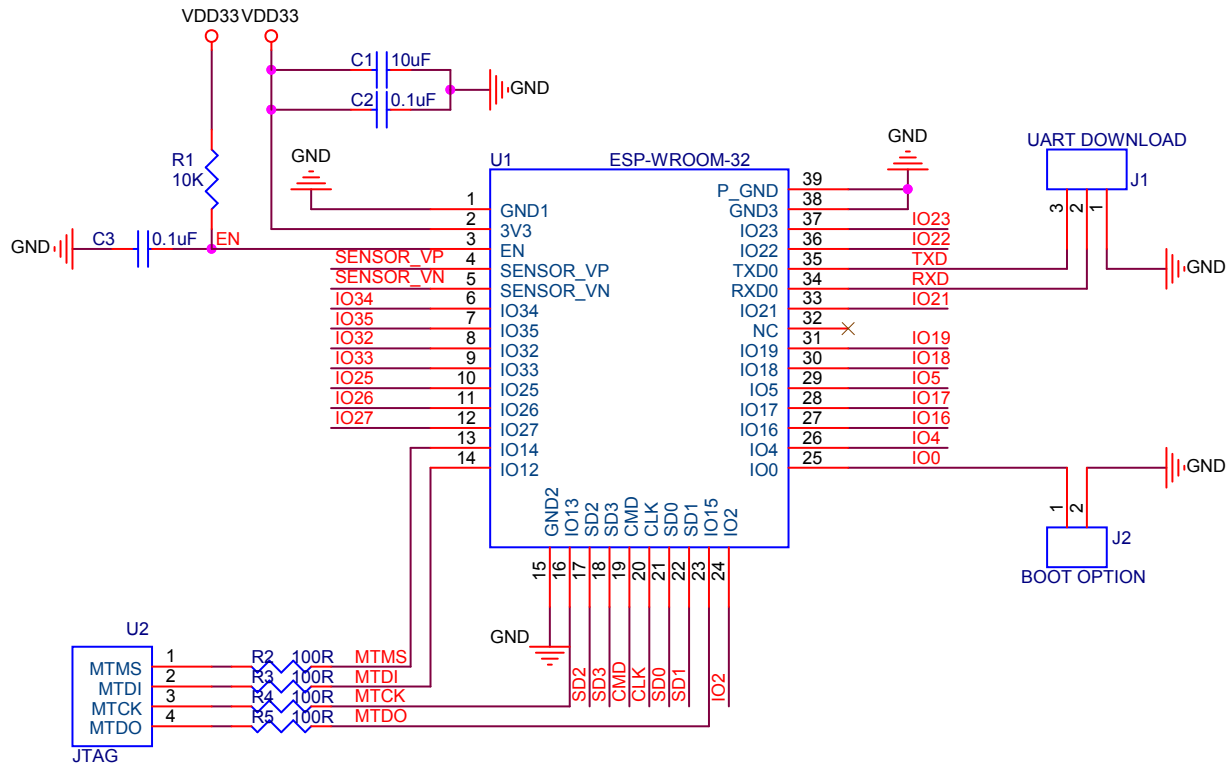 VDD33 VDD33
C1 10uF
C2 0.1uF
GND
R1
10K
GND
C3 0.1uF
EN
GND
U1 ESP-WROOM-32
1 GND1
2 3V3
3 EN
SENSOR_VP 4 SENSOR_VP
SENSOR_VN 5 SENSOR_VN
IO34 6 IO34
IO35 7 IO35
IO32 8 IO32
IO33 9 IO33
IO25 10 IO25
IO26 11 IO26
IO27 12 IO27
13 IO14
14 IO12
GND
P_GND 39
GND3 38
IO23 37 IO23
IO22 36 IO22
TXD0 35 TXD
RXD0 34 RXD
IO21 33 IO21
NC 32
IO19 31 IO19
IO18 30 IO18
IO5 29 IO5
IO17 28 IO17
IO16 27 IO16
IO4 26 IO4
IO0 25 IO0
UART DOWNLOAD
J1
3 2 1
GND
GND
1 2
J2
BOOT OPTION
GND2 IO13 SD2 SD3 CMD CLK SD0 SD1 IO15 IO2
15 16 17 18 19 20 21 22 23 24
GND
SD2 SD3 CMD CLK SD0 SD1 IO2
U2
MTMS 1 R2 100R MTMS
MTDI 2 R3 100R MTDI
MTCK 3 R4 100R MTCK
MTDO 4 R5 100R MTDO
JTAG